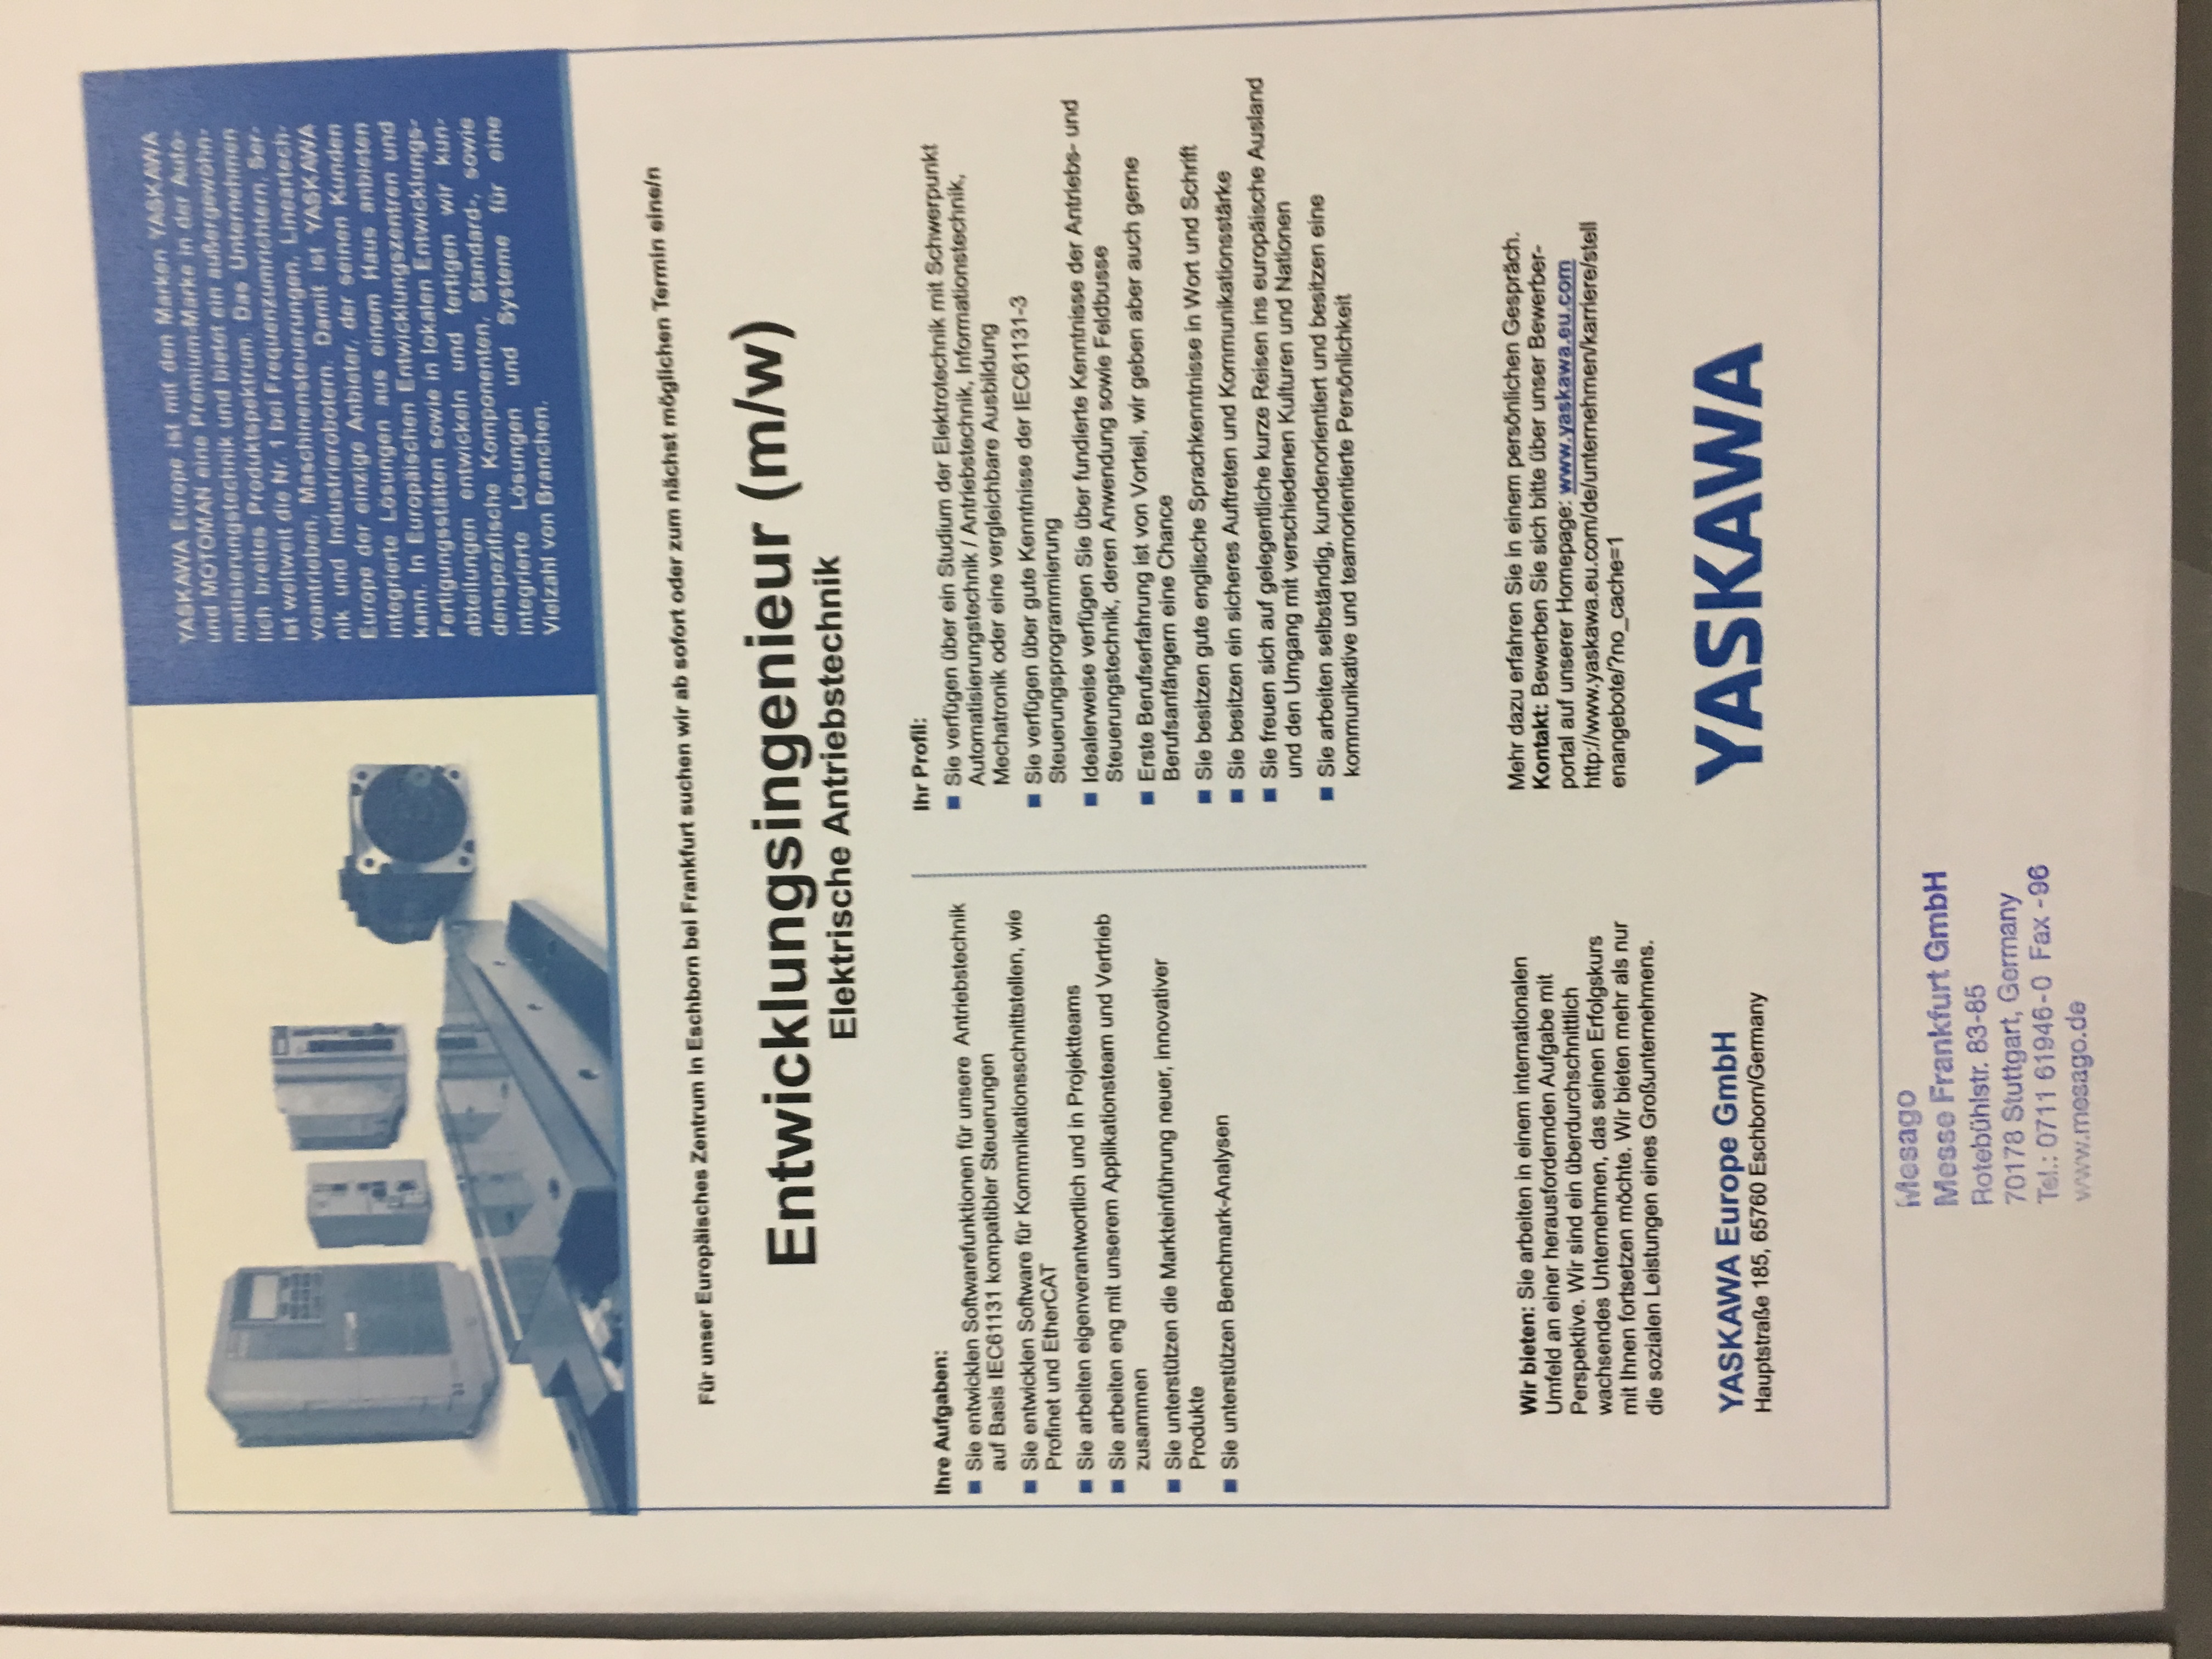 YASKAWA Europe ist mit den Marken YASKAWA
und MOTOMAN eine Premium-Marke in der Auto-
matisierungstechnik und bietet ein außergewöhn-
lich breites Produktspektrum. Das Unternehmen
ist weltweit die Nr. 1 bei Frequenzumrichtern, Ser-
voantrieben, Maschinensteuerungen, Lineartech-
nik und Industrierobotern. Damit ist YASKAWA
Europe der einzige Anbieter, der seinen Kunden
integrierte Lösungen aus einem Haus anbieten
kann. In Europäischen Entwicklungszentren und
Fertigungsstätten sowie in lokalen Entwicklungs-
abteilungen entwickeln und fertigen wir kun-
denspezifische Komponenten, Standard-, sowie
integrierte Lösungen und Systeme für eine
Vielzahl von Branchen.
Für unser Europäisches Zentrum in Eschborn bei Frankfurt suchen wir ab sofort oder zum nächst möglichen Termin eine/n
Entwicklungsingenieur (m/w)
Elektrische Antriebstechnik
Ihre Aufgaben:
Sie entwicklen Softwarefunktionen für unsere Antriebstechnik
auf Basis IEC61131 kompatibler Steuerungen
Sie entwicklen Software für Kommnikationsschnittstellen, wie
Profinet und EtherCAT
Sie arbeiten eigenverantwortlich und in Projektteams
Sie arbeiten eng mit unserem Applikationsteam und Vertrieb
zusammen
Sie unterstützen die Markteinführung neuer, innovativer
Produkte
Sie unterstützen Benchmark-Analysen
Ihr Profil:
Sie verfügen über ein Studium der Elektrotechnik mit Schwerpunkt
Automatisierungstechnik / Antriebstechnik, Informationstechnik,
Mechatronik oder eine vergleichbare Ausbildung
Sie verfügen über gute Kenntnisse der IEC61131-3
Steuerungsprogrammierung
Idealerweise verfügen Sie über fundierte Kenntnisse der Antriebs- und
Steuerungstechnik, deren Anwendung sowie Feldbusse
Erste Berufserfahrung ist von Vorteil, wir geben aber auch gerne
Berufsanfängern eine Chance
Sie besitzen gute englische Sprachkenntnisse in Wort und Schrift
Sie besitzen ein sicheres Auftreten und Kommunikationsstärke
Sie freuen sich auf gelegentliche kurze Reisen ins europäische Ausland
und den Umgang mit verschiedenen Kulturen und Nationen
Sie arbeiten selbständig, kundenorientiert und besitzen eine
kommunikative und teamorientierte Persönlichkeit
Wir bieten: Sie arbeiten in einem internationalen
Umfeld an einer herausfordernden Aufgabe mit
Perspektive. Wir sind ein überdurchschnittlich
wachsendes Unternehmen, das seinen Erfolgskurs
mit Ihnen fortsetzen möchte. Wir bieten mehr als nur
die sozialen Leistungen eines Großunternehmens.
Mehr dazu erfahren Sie in einem persönlichen Gespräch.
Kontakt: Bewerben Sie sich bitte über unser Bewerber-
portal auf unserer Homepage: www.yaskawa.eu.com
http://www.yaskawa.eu.com/de/unternehmen/karriere/stell
enangebote/?no_cache=1
YASKAWA Europe GmbH
Hauptstraße 185, 65760 Eschborn/Germany
YASKAWA
Mesago
Messe Frankfurt GmbH
Rotebühlstr. 83-85
70178 Stuttgart, Germany
Tel.: 0711 61946-0 Fax -96
www.mesago.de